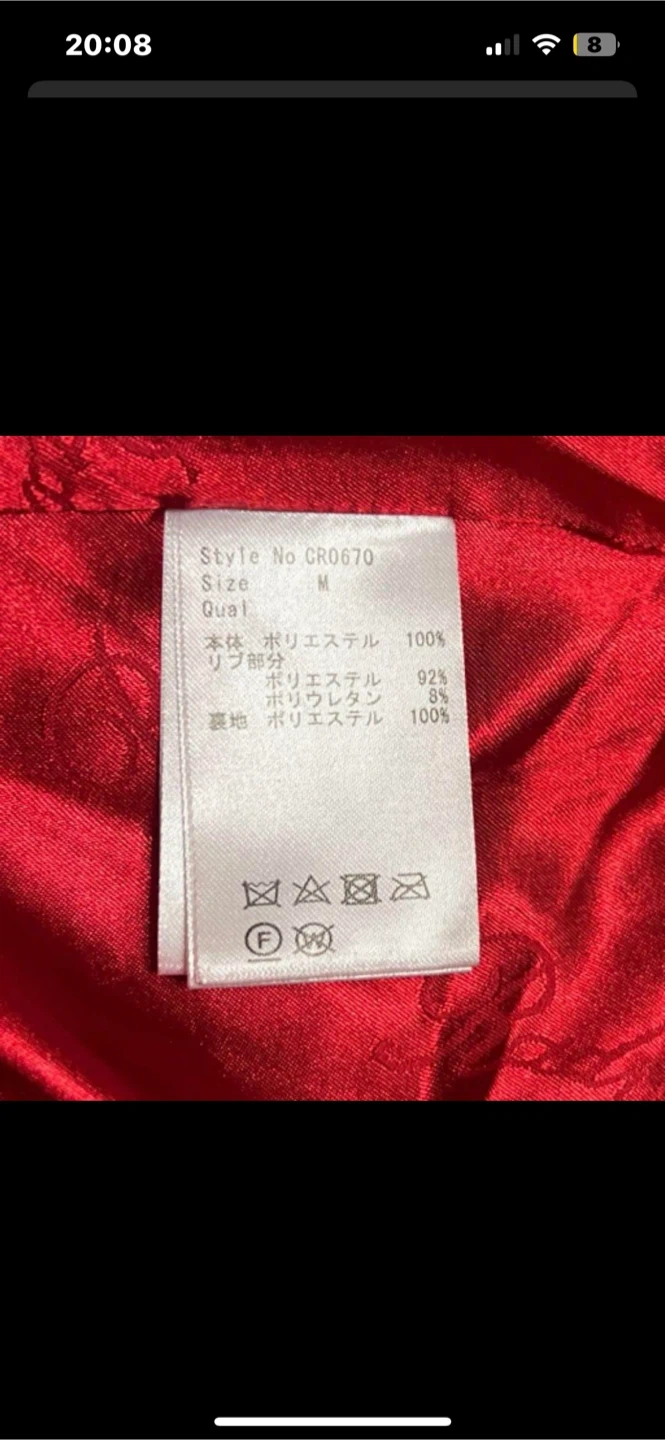 20:08
8
Style No CR0670
Size M
Qual
本体 ポリエステル 100%
リブ部分
ポリエステル 92%
ポリウレタン 8%
裏地 ポリエステル 100%
F W